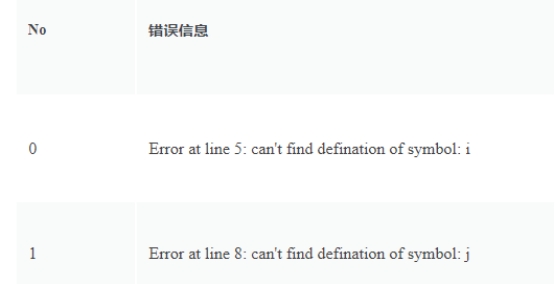 No 错误信息
0 Error at line 5: can't find defination of symbol: i
1 Error at line 8: can't find defination of symbol: j